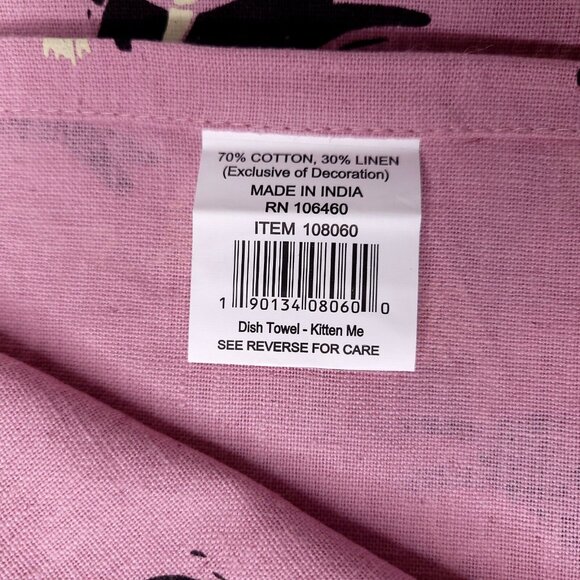 70% COTTON, 30% LINEN
(Exclusive of Decoration)
MADE IN INDIA
RN 106460
ITEM 108060
1 90134 08060 0
Dish Towel - Kitten Me
SEE REVERSE FOR CARE